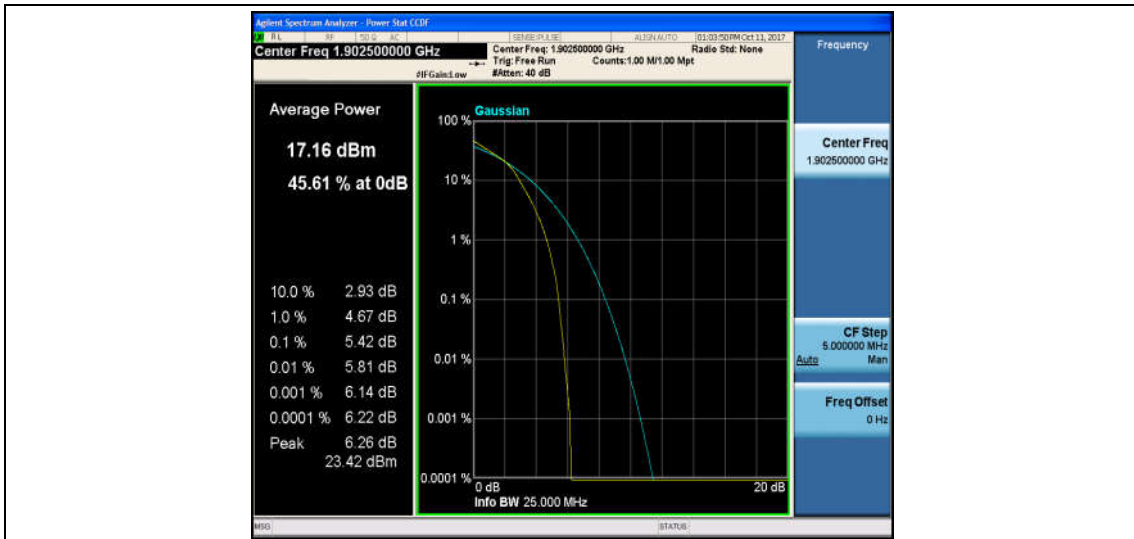 Agilent Spectrum Analyzer - Power Stat CCDF
RL RF 50 Ω AC SENSE:PULSE ALIGN AUTO 01:03:50 PM Oct 11, 2017
Center Freq 1.902500000 GHz
Center Freq: 1.902500000 GHz Radio Std: None
Trig: Free Run Counts:1.00 M/1.00 Mpt
#IFGain:Low #Atten: 40 dB
Frequency
Average Power
17.16 dBm
45.61 % at 0dB
10.0 % 2.93 dB
1.0 % 4.67 dB
0.1 % 5.42 dB
0.01 % 5.81 dB
0.001 % 6.14 dB
0.0001 % 6.22 dB
Peak 6.26 dB
23.42 dBm
Gaussian
100 %
10 %
1 %
0.1 %
0.01 %
0.001 %
0.0001 %
0 dB 20 dB
Info BW 25.000 MHz
Center Freq
1.902500000 GHz
CF Step
5.000000 MHz
Auto Man
Freq Offset
0 Hz
MSG STATUS